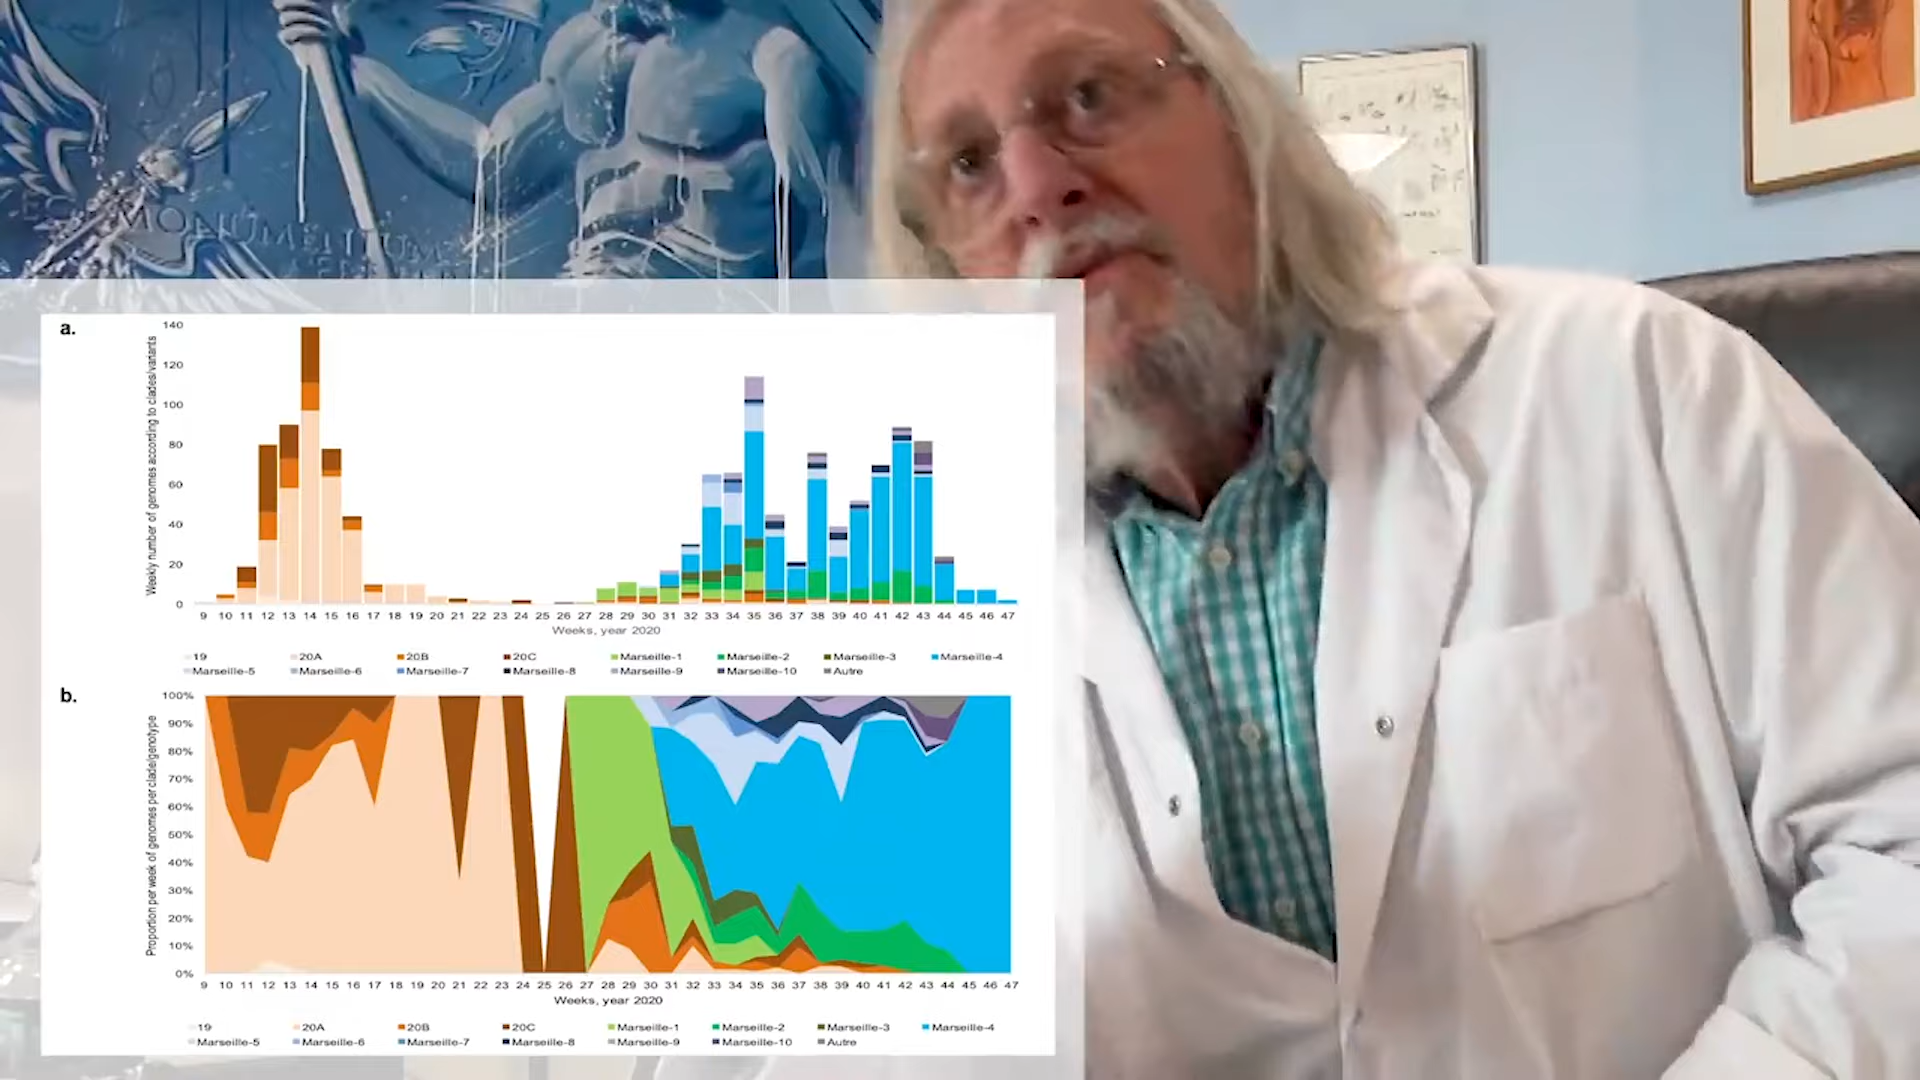 MONUMENTUM
a.
Weekly number of genomes according to clades/variants
140
120
100
80
60
40
20
0
9 10 11 12 13 14 15 16 17 18 19 20 21 22 23 24 25 26 27 28 29 30 31 32 33 34 35 36 37 38 39 40 41 42 43 44 45 46 47
Weeks, year 2020
19 20A 20B 20C Marseille-1 Marseille-2 Marseille-3 Marseille-4
Marseille-5 Marseille-6 Marseille-7 Marseille-8 Marseille-9 Marseille-10 Autre
b.
Proportion per week of genomes per clade/genotype
100%
90%
80%
70%
60%
50%
40%
30%
20%
10%
0%
9 10 11 12 13 14 15 16 17 18 19 20 21 22 23 24 25 26 27 28 29 30 31 32 33 34 35 36 37 38 39 40 41 42 43 44 45 46 47
Weeks, year 2020
19 20A 20B 20C Marseille-1 Marseille-2 Marseille-3 Marseille-4
Marseille-5 Marseille-6 Marseille-7 Marseille-8 Marseille-9 Marseille-10 Autre